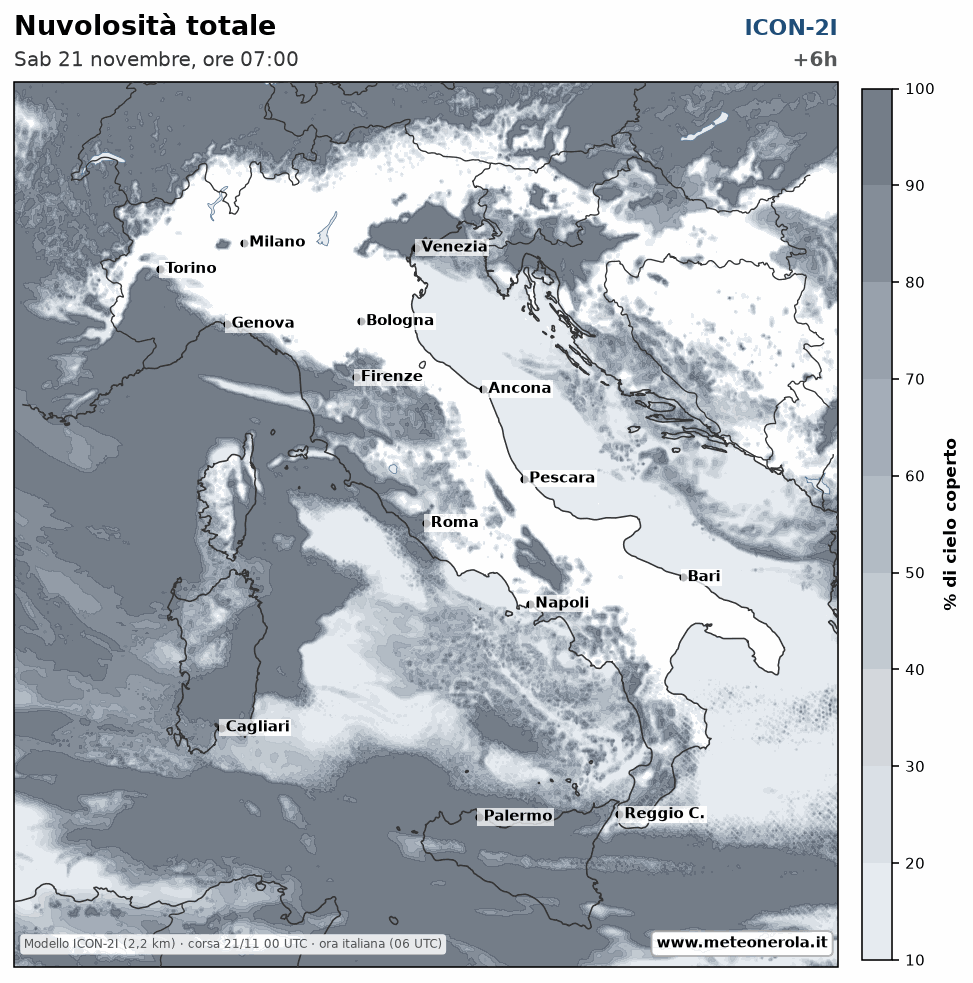 Nuvolosità totale
ICON-2I
Sab 21 novembre, ore 07:00
+6h
Milano
Venezia
Torino
Genova
Bologna
Firenze
Ancona
Pescara
Roma
Bari
Napoli
Cagliari
Palermo
Reggio C.
100
90
80
70
60
50
40
30
20
10
% di cielo coperto
Modello ICON-2I (2,2 km) · corsa 21/11 00 UTC · ora italiana (06 UTC)
www.meteonerola.it